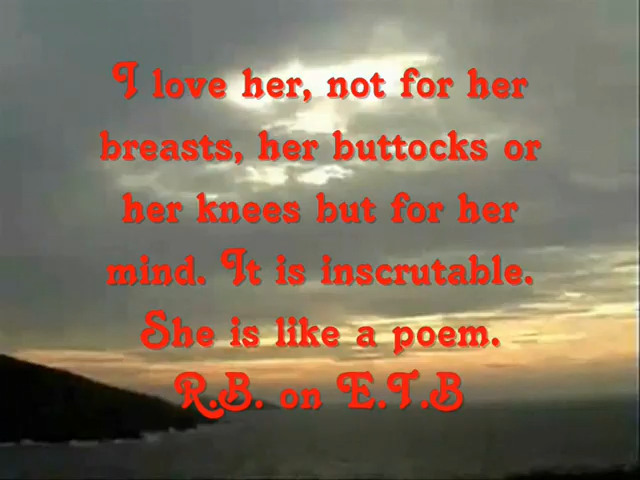 I love her, not for her
breasts, her buttocks or
her knees but for her
mind. It is inscrutable.
She is like a poem.
R.B. on E.T.B